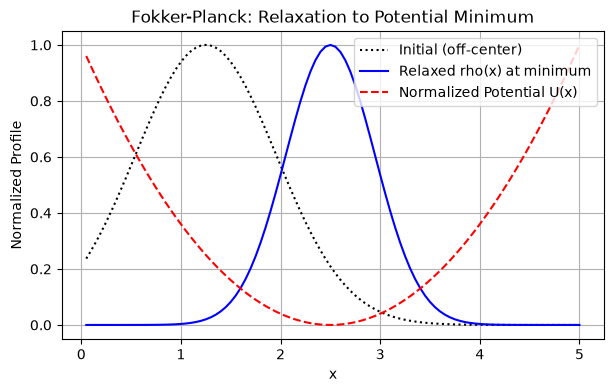 Fokker-Planck: Relaxation to Potential Minimum
Initial (off-center)
Relaxed rho(x) at minimum
Normalized Potential U(x)
Normalized Profile
1.0
0.8
0.6
0.4
0.2
0.0
0 1 2 3 4 5
x